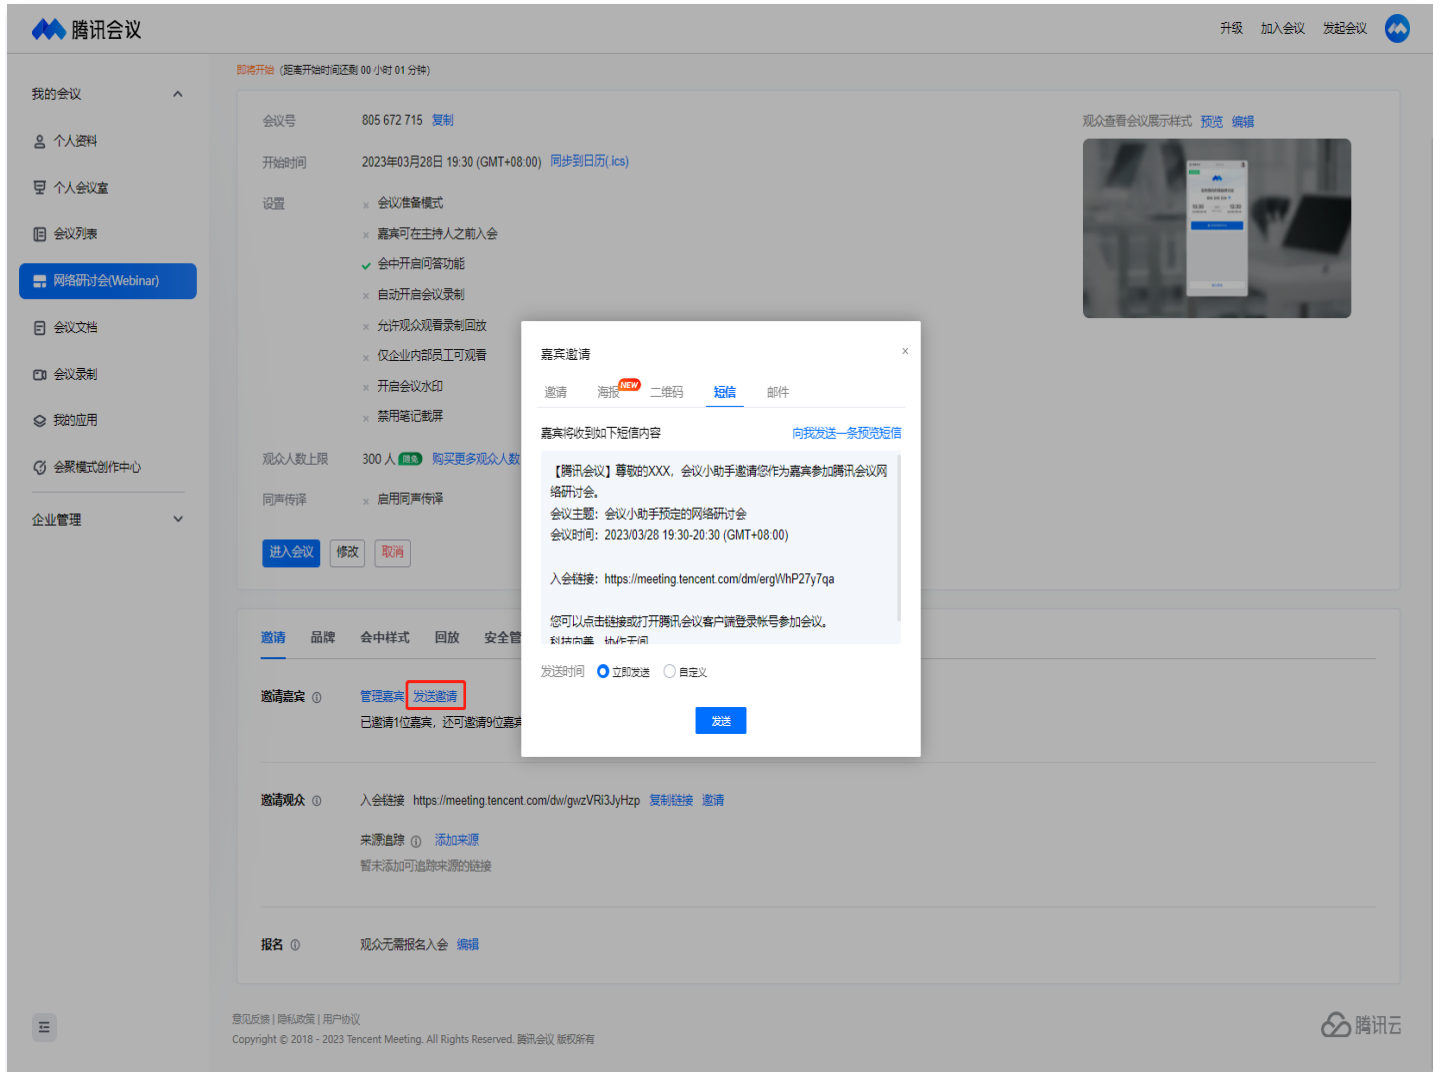 腾讯会议
升级 加入会议 发起会议
我的会议
个人资料
个人会议室
会议列表
网络研讨会(Webinar)
会议文档
会议录制
我的应用
会聚模式创作中心
企业管理
即将开始 (距离开始时间还剩 00 小时 01 分钟)
会议号 805 672 715 复制
开始时间 2023年03月28日 19:30 (GMT+08:00) 同步到日历(.ics)
设置 会议准备模式
嘉宾可在主持人之前入会
会中开启问答功能
自动开启会议录制
允许观众观看录制回放
仅企业内部员工可观看
开启会议水印
禁用笔记截屏
观众人数上限 300 人 限免 购买更多观众人数
同声传译 启用同声传译
进入会议 修改 取消
观众查看会议展示样式 预览 编辑
嘉宾邀请
邀请 海报 NEW 二维码 短信 邮件
嘉宾将收到如下短信内容 向我发送一条预览短信
【腾讯会议】尊敬的XXX，会议小助手邀请您作为嘉宾参加腾讯会议网
络研讨会。
会议主题：会议小助手预定的网络研讨会
会议时间：2023/03/28 19:30-20:30 (GMT+08:00)
入会链接：https://meeting.tencent.com/dm/ergWhP27y7qa
您可以点击链接或打开腾讯会议客户端登录帐号参加会议。
科技向善，协作无间
发送时间 立即发送 自定义
发送
邀请 品牌 会中样式 回放 安全管
邀请嘉宾 管理嘉宾 发送邀请
已邀请1位嘉宾，还可邀请9位嘉宾
邀请观众 入会链接 https://meeting.tencent.com/dw/gwzVRi3JyHzp 复制链接 邀请
来源追踪 添加来源
暂未添加可追踪来源的链接
报名 观众无需报名入会 编辑
意见反馈 | 隐私政策 | 用户协议
Copyright © 2018 - 2023 Tencent Meeting. All Rights Reserved. 腾讯会议 版权所有
腾讯云